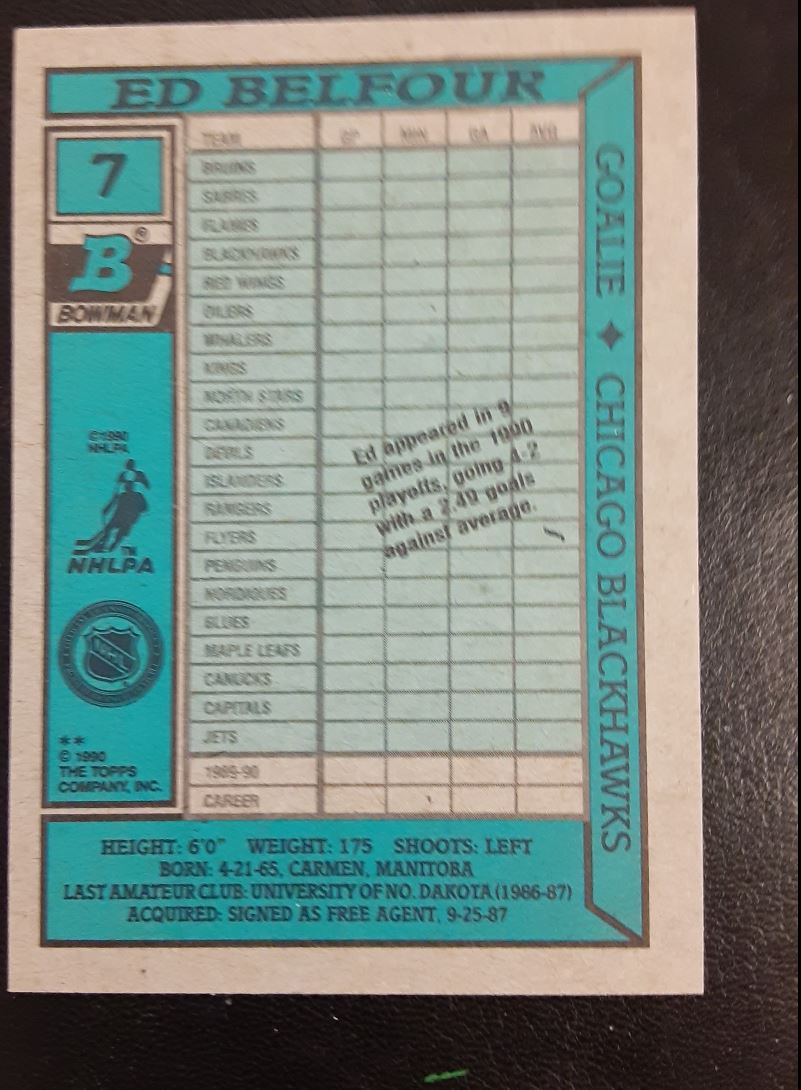 ED BELFOUR
7
B®
BOWMAN
©1990
NHLPA
TM
NHLPA
NHL
**
© 1990
THE TOPPS
COMPANY, INC.
TEAM GP MIN GA AVG
BRUINS
SABRES
FLAMES
BLACKHAWKS
RED WINGS
OILERS
WHALERS
KINGS
NORTH STARS
CANADIENS
DEVILS
ISLANDERS
RANGERS
FLYERS
PENGUINS
NORDIQUES
BLUES
MAPLE LEAFS
CANUCKS
CAPITALS
JETS
1989-90
CAREER
Ed appeared in 9
games in the 1990
playoffs, going 4-2
with a 2.49 goals
against average.
GOALIE ♦ CHICAGO BLACKHAWKS
HEIGHT: 6'0" WEIGHT: 175 SHOOTS: LEFT
BORN: 4-21-65, CARMEN, MANITOBA
LAST AMATEUR CLUB: UNIVERSITY OF NO. DAKOTA (1986-87)
ACQUIRED: SIGNED AS FREE AGENT, 9-25-87